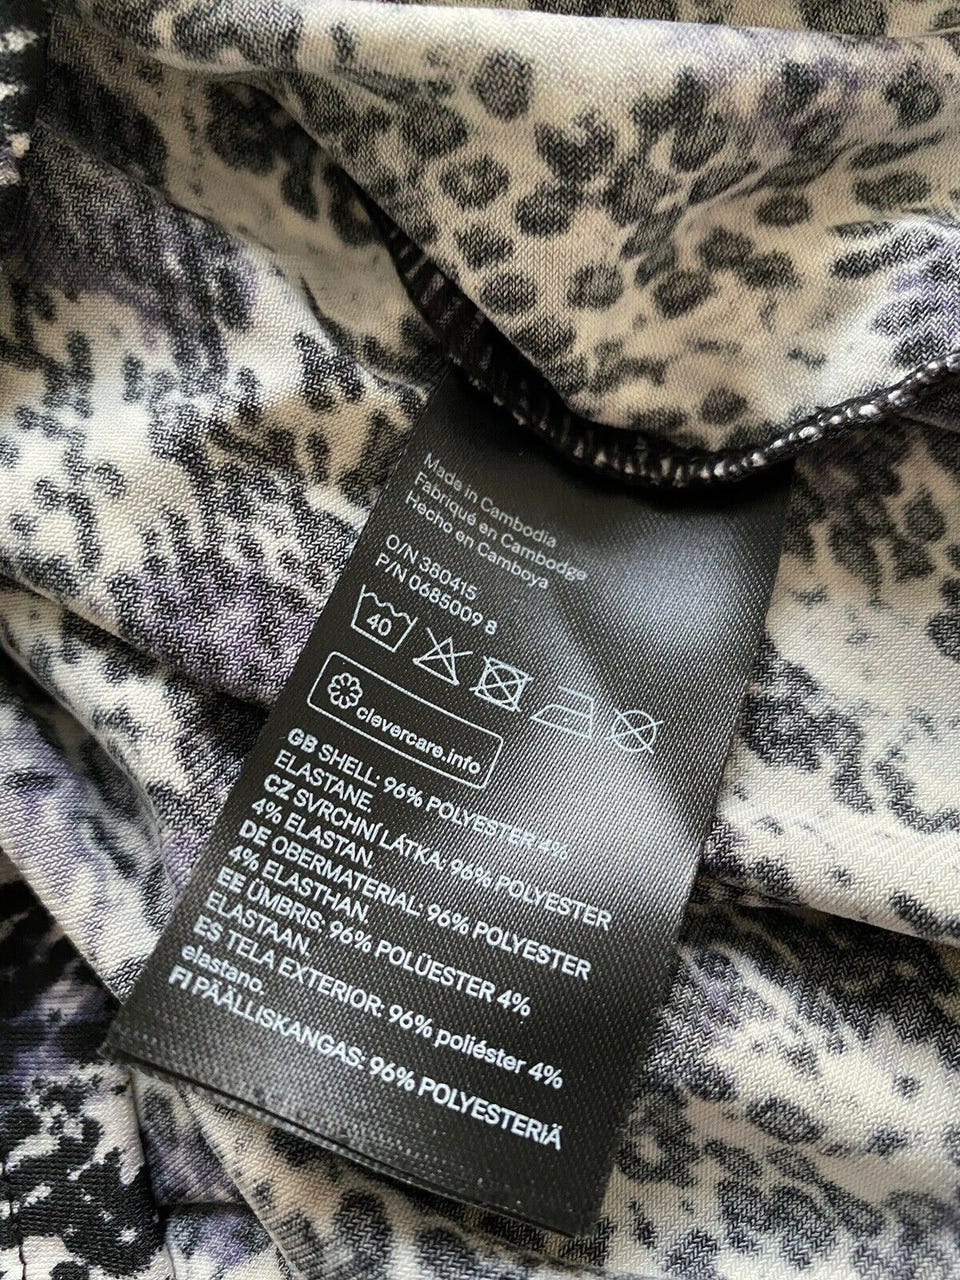 Made in Cambodia
Fabriqué en Cambodge
Hecho en Camboya
O/N 380415
P/N 0685009 8
40
clevercare.info
GB SHELL: 96% POLYESTER 4%
ELASTANE
CZ SVRCHNÍ LÁTKA: 96% POLYESTER
4% ELASTAN.
DE OBERMATERIAL: 96% POLYESTER
4% ELASTHAN.
EE ÜMBRIS: 96% POLÜESTER 4%
ELASTAAN.
ES TELA EXTERIOR: 96% poliéster 4%
elastano.
FI PÄÄLLISKANGAS: 96% POLYESTERIÄ